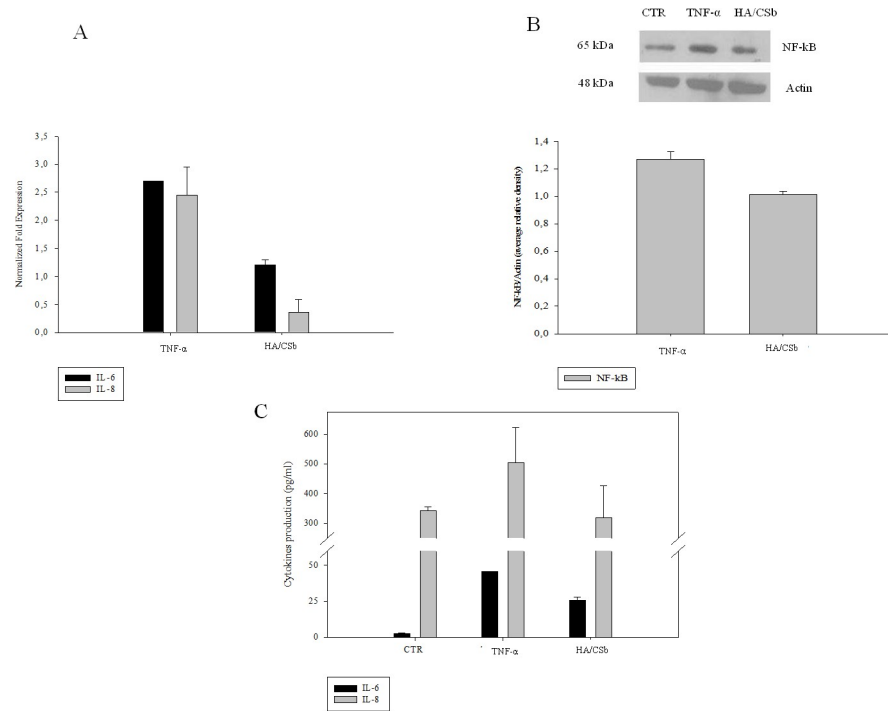 A
3,5
3,0
2,5
2,0
1,5
1,0
0,5
0,0
Normalized Fold Expression
TNF-α
HA/CSb
IL-6
IL-8
B
CTR TNF-α HA/CSb
65 kDa NF-kB
48 kDa Actin
1,4
1,2
1,0
0,8
0,6
0,4
0,2
0,0
NF-kB/Actin (average relative density)
TNF-α
HA/CSb
NF-kB
C
600
500
400
300
50
25
0
Cytokines production (pg/ml)
CTR
TNF-α
HA/CSb
IL-6
IL-8